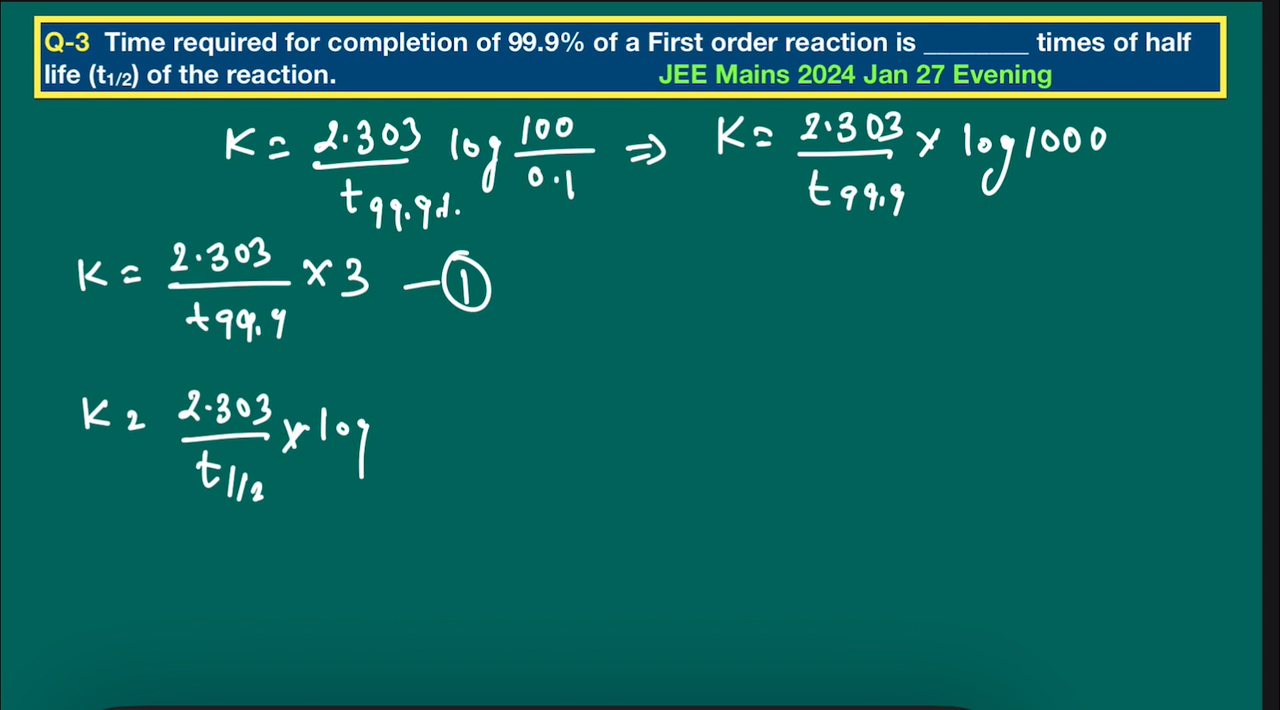 Q-3 Time required for completion of 99.9% of a First order reaction is ________ times of half
life (t1/2) of the reaction. JEE Mains 2024 Jan 27 Evening
K = 2.303/t99.9% log 100/0.1 ⇒ K = 2.303/t99.9 × log 1000
K = 2.303/t99.9 × 3 — ①
K = 2.303/t1/2 × log